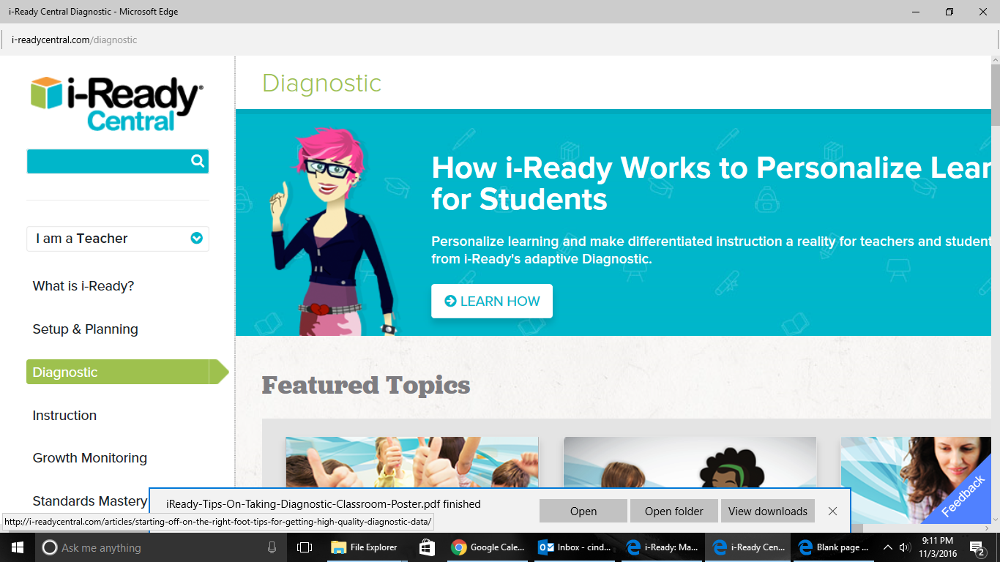 i-Ready Central Diagnostic - Microsoft Edge
i-readycentral.com/diagnostic
i-Ready®
Central
I am a Teacher
What is i-Ready?
Setup & Planning
Diagnostic
Instruction
Growth Monitoring
Standards Mastery
Diagnostic
How i-Ready Works to Personalize Lear
for Students
Personalize learning and make differentiated instruction a reality for teachers and student
from i-Ready's adaptive Diagnostic.
LEARN HOW
Featured Topics
Feedback
iReady-Tips-On-Taking-Diagnostic-Classroom-Poster.pdf finished
Open
Open folder
View downloads
http://i-readycentral.com/articles/starting-off-on-the-right-foot-tips-for-getting-high-quality-diagnostic-data/
Ask me anything
File Explorer
Google Cale...
Inbox - cind...
i-Ready: Ma...
i-Ready Cen...
Blank page ...
9:11 PM
11/3/2016
2